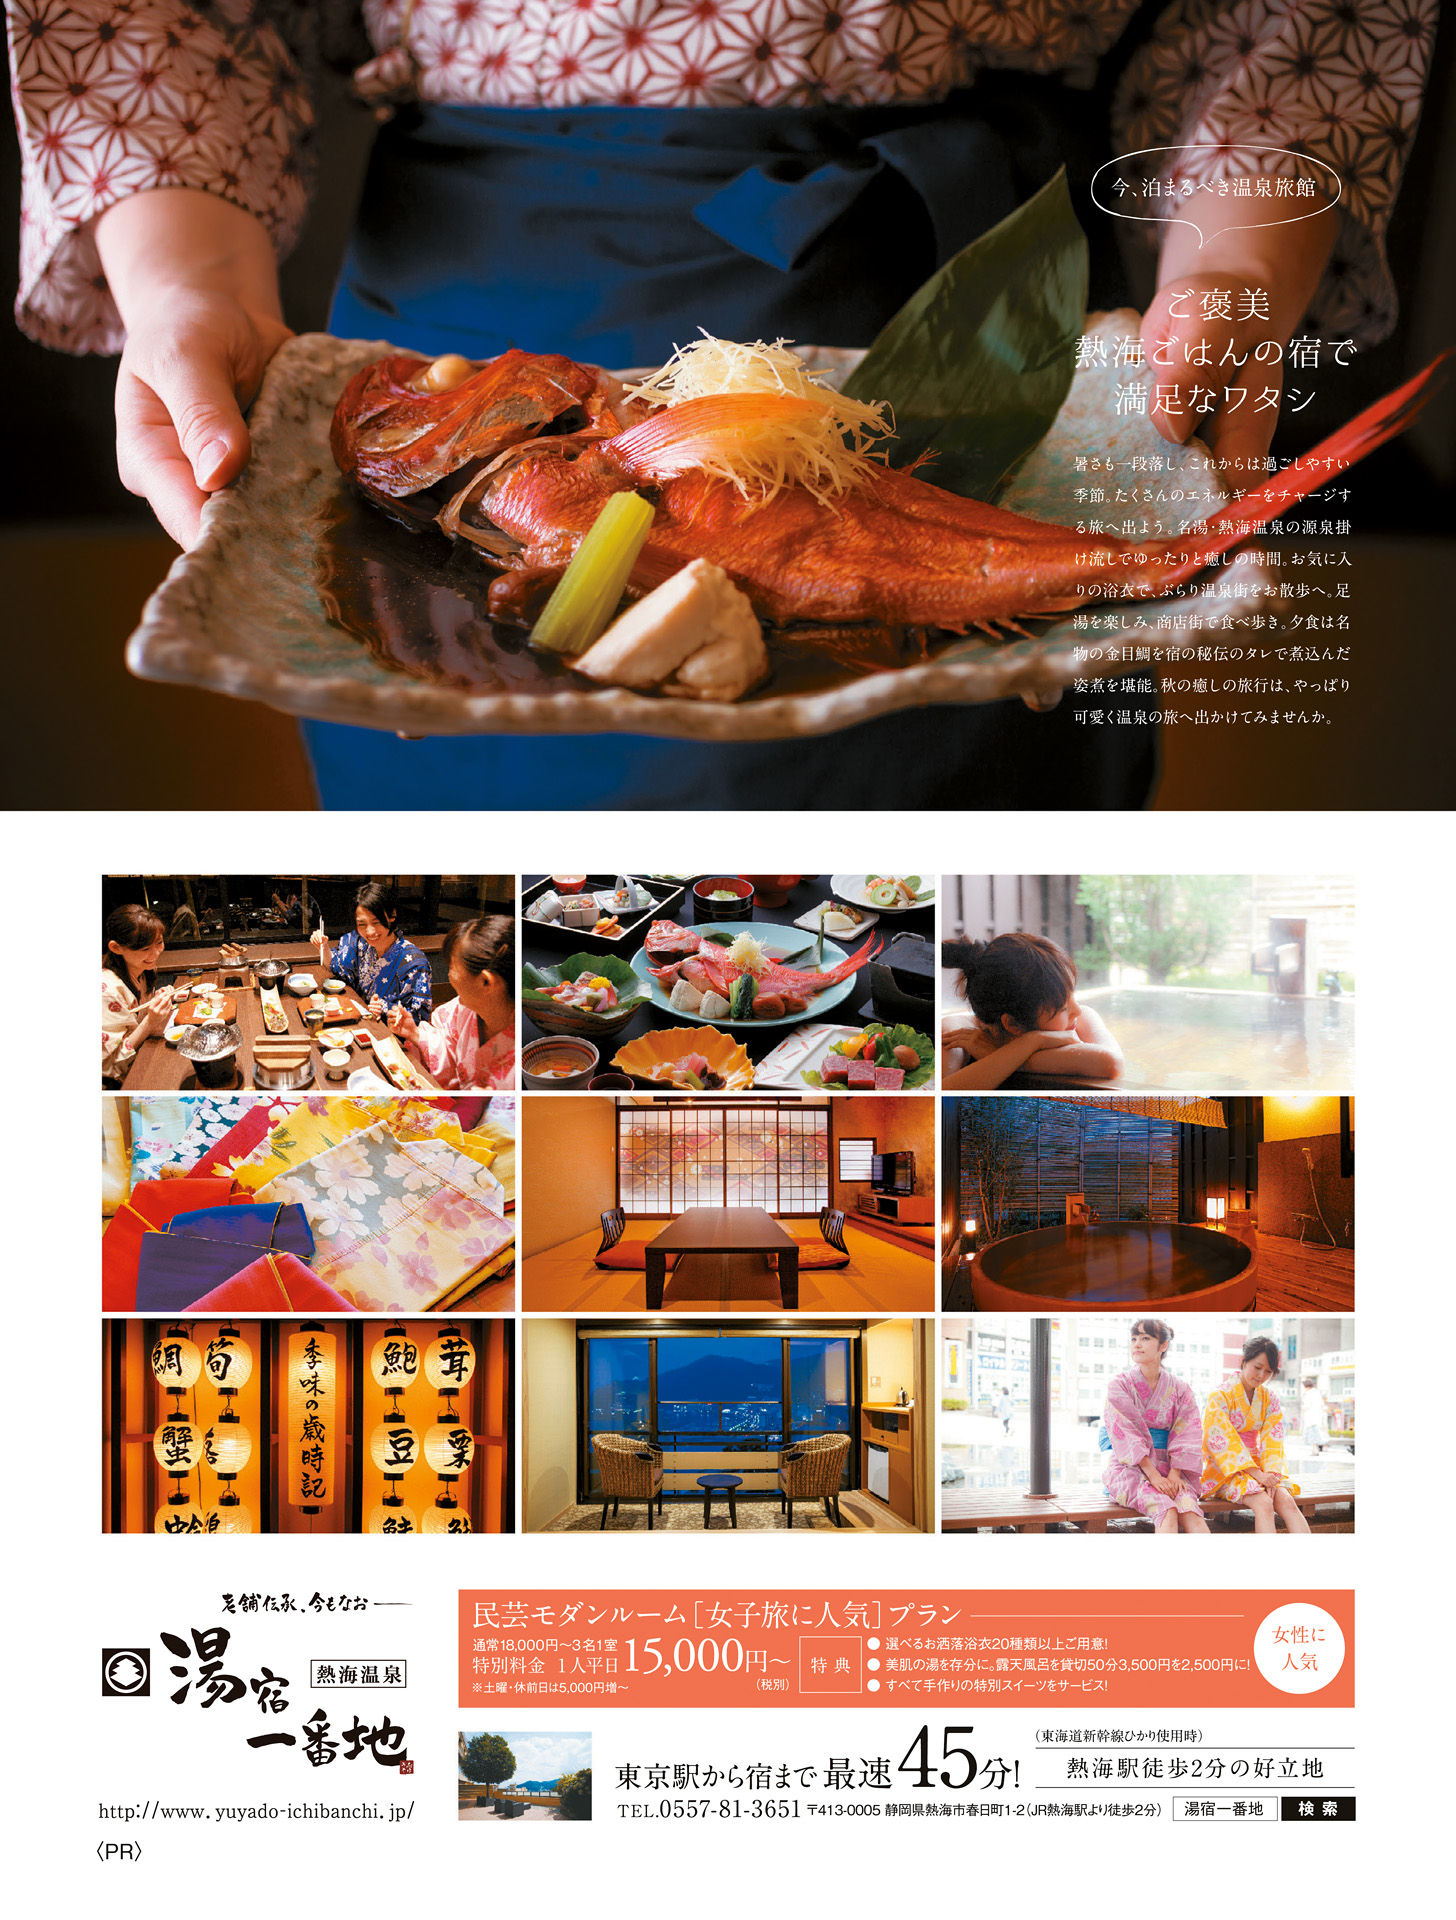 今、泊まるべき温泉旅館
ご褒美
熱海ごはんの宿で
満足なワタシ
暑さも一段落し、これからは過ごしやすい
季節。たくさんのエネルギーをチャージす
る旅へ出よう。名湯・熱海温泉の源泉掛
け流しでゆったりと癒しの時間。お気に入
りの浴衣で、ぶらり温泉街をお散歩へ。足
湯を楽しみ、商店街で食べ歩き。夕食は名
物の金目鯛を宿の秘伝のタレで煮込んだ
姿煮を堪能。秋の癒しの旅行は、やっぱり
可愛く温泉の旅へ出かけてみませんか。
鯛
筍
季味の歳時記
鮑
茸
蟹
豆
栗
鮭
老舗伝承、今もなお
湯宿
一番地
熱海温泉
http://www.yuyado-ichibanchi.jp/
〈PR〉
民芸モダンルーム[女子旅に人気]プラン
通常18,000円〜3名1室
特別料金 1人平日
15,000円〜
(税別)
※土曜・休前日は5,000円増〜
特典
● 選べるお洒落浴衣20種類以上ご用意!
● 美肌の湯を存分に。露天風呂を貸切50分3,500円を2,500円に!
● すべて手作りの特別スイーツをサービス!
女性に
人気
東京駅から宿まで 最速45分!
(東海道新幹線ひかり使用時)
熱海駅徒歩2分の好立地
TEL.0557-81-3651 〒413-0005 静岡県熱海市春日町1-2(JR熱海駅より徒歩2分)
湯宿一番地 検索